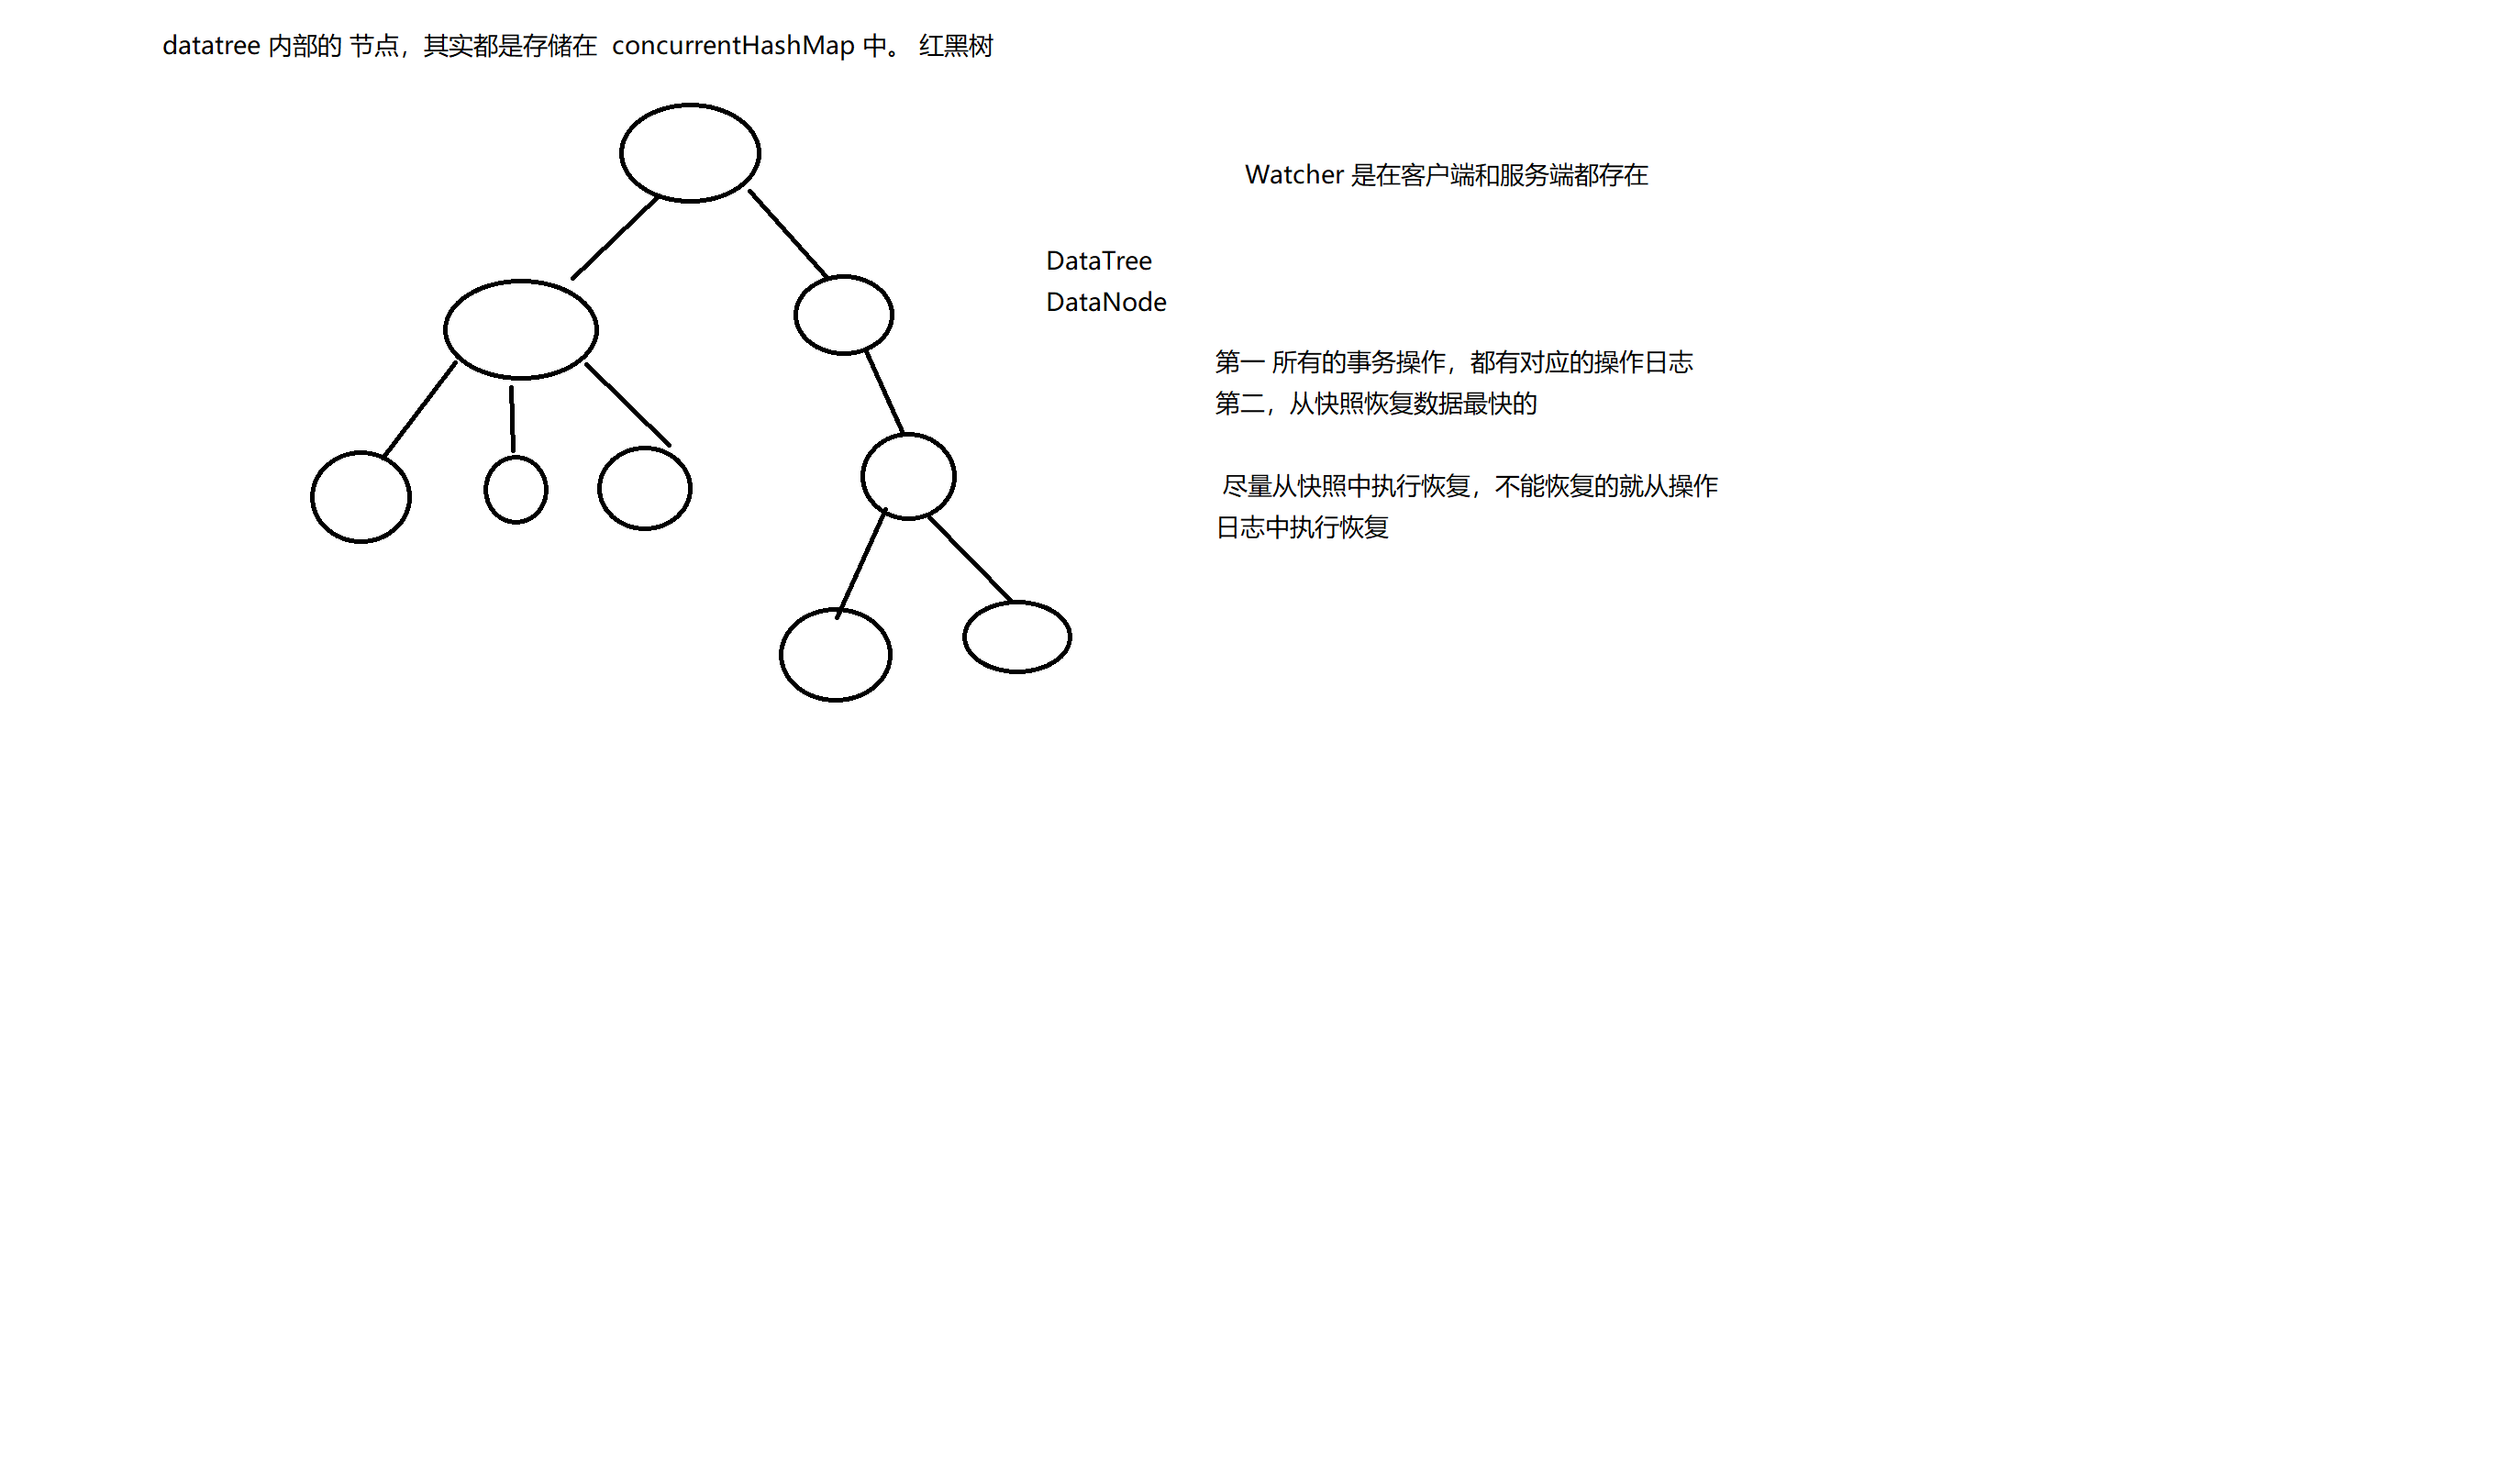 datatree 内部的 节点，其实都是存储在  concurrentHashMap 中。 红黑树
Watcher 是在客户端和服务端都存在
DataTree
DataNode
第一 所有的事务操作，都有对应的操作日志
第二，从快照恢复数据最快的
尽量从快照中执行恢复，不能恢复的就从操作
日志中执行恢复